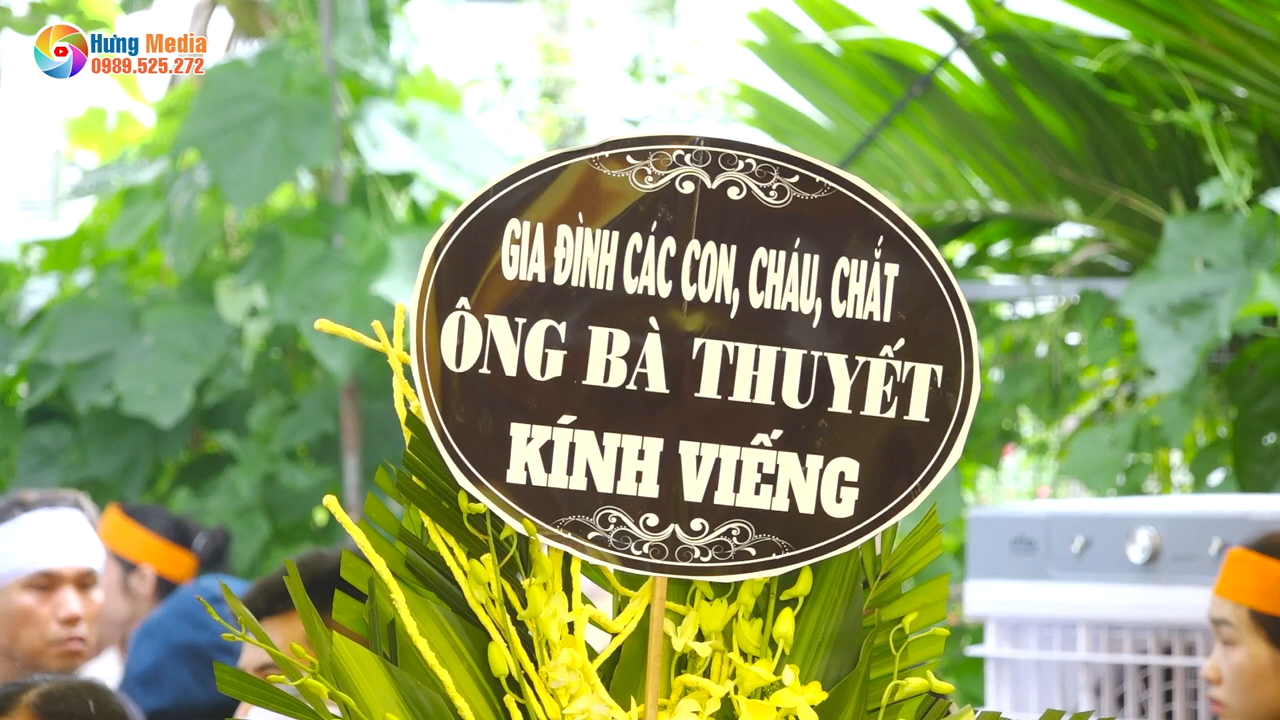 Hưng Media
0989.525.272
GIA ĐÌNH CÁC CON, CHÁU, CHẮT
ÔNG BÀ THUYẾT
KÍNH VIẾNG